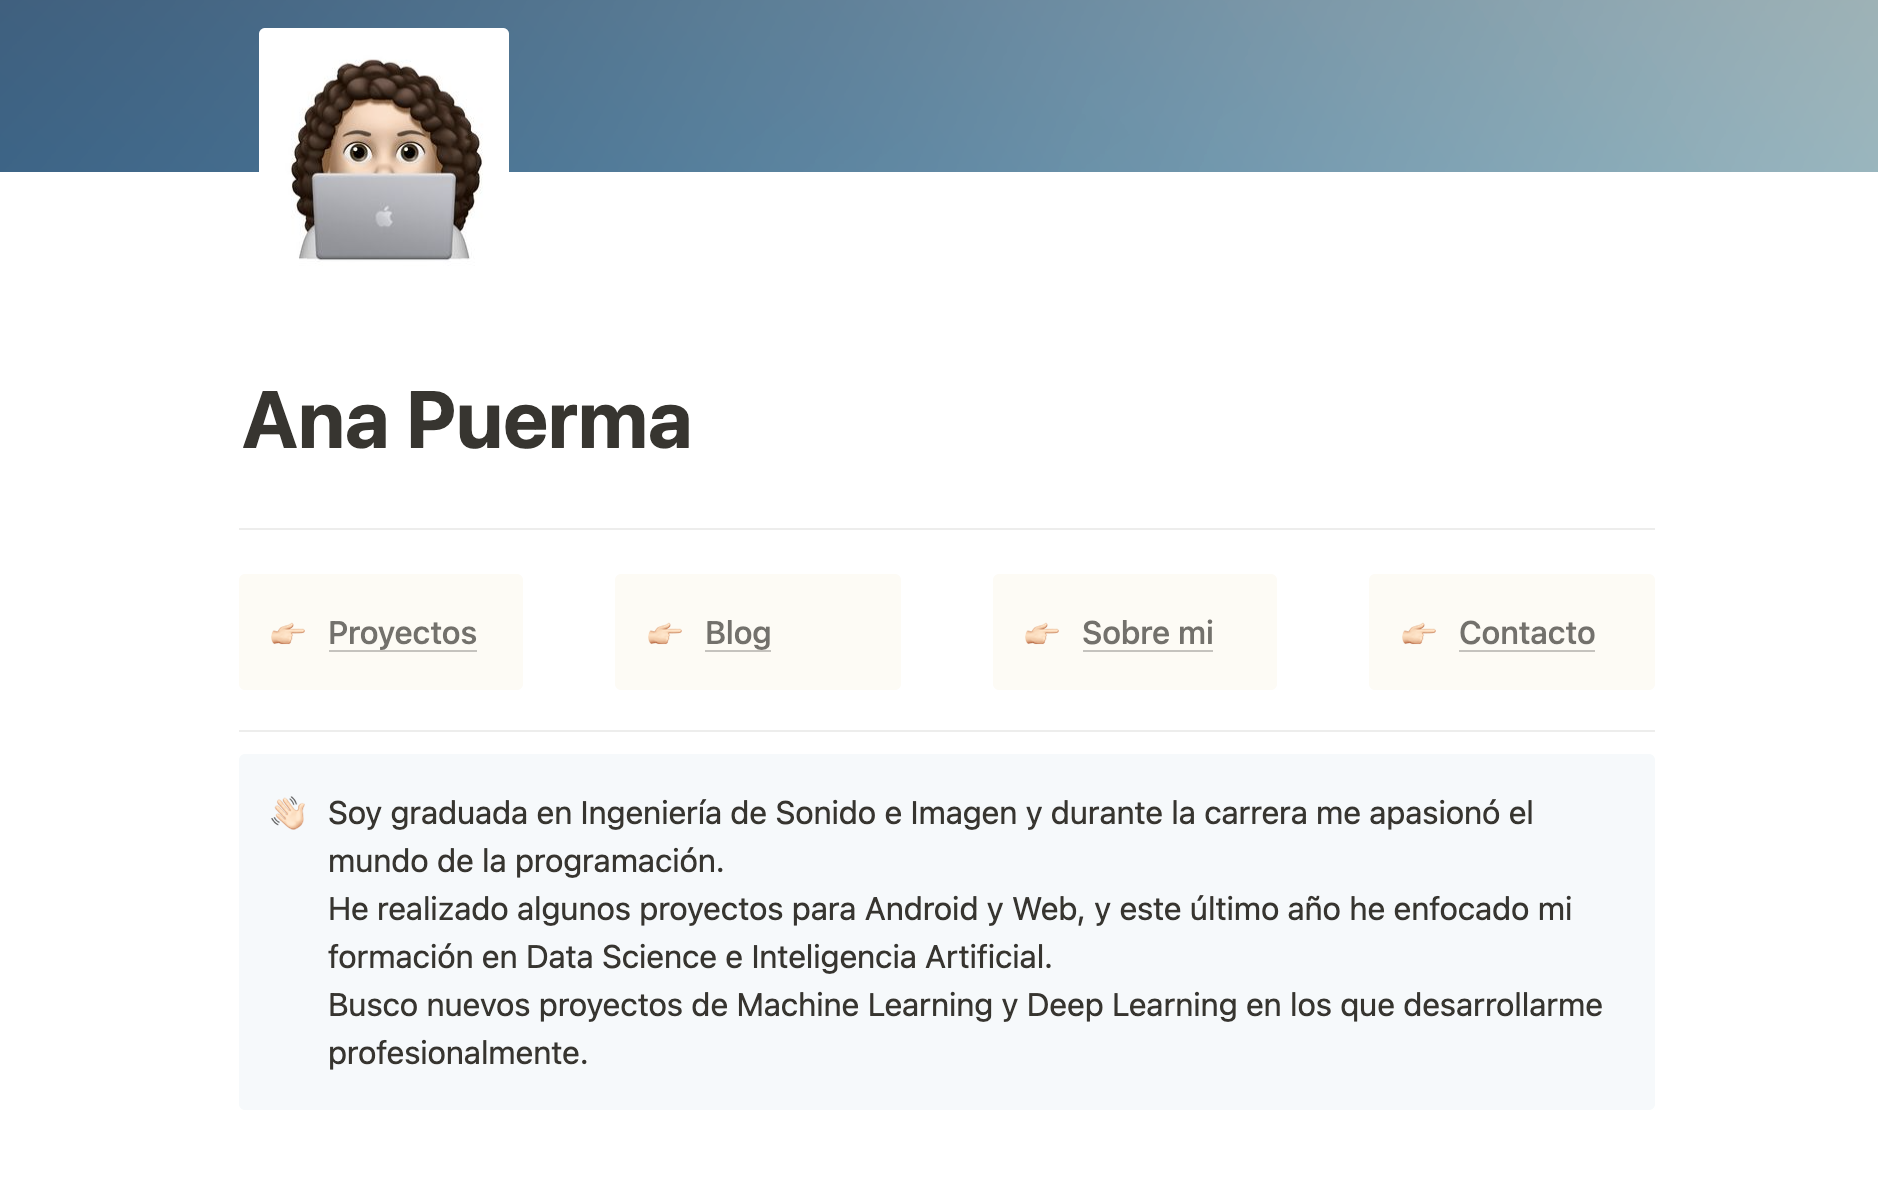 Ana Puerma
Proyectos
Blog
Sobre mi
Contacto
Soy graduada en Ingeniería de Sonido e Imagen y durante la carrera me apasionó el
mundo de la programación.
He realizado algunos proyectos para Android y Web, y este último año he enfocado mi
formación en Data Science e Inteligencia Artificial.
Busco nuevos proyectos de Machine Learning y Deep Learning en los que desarrollarme
profesionalmente.